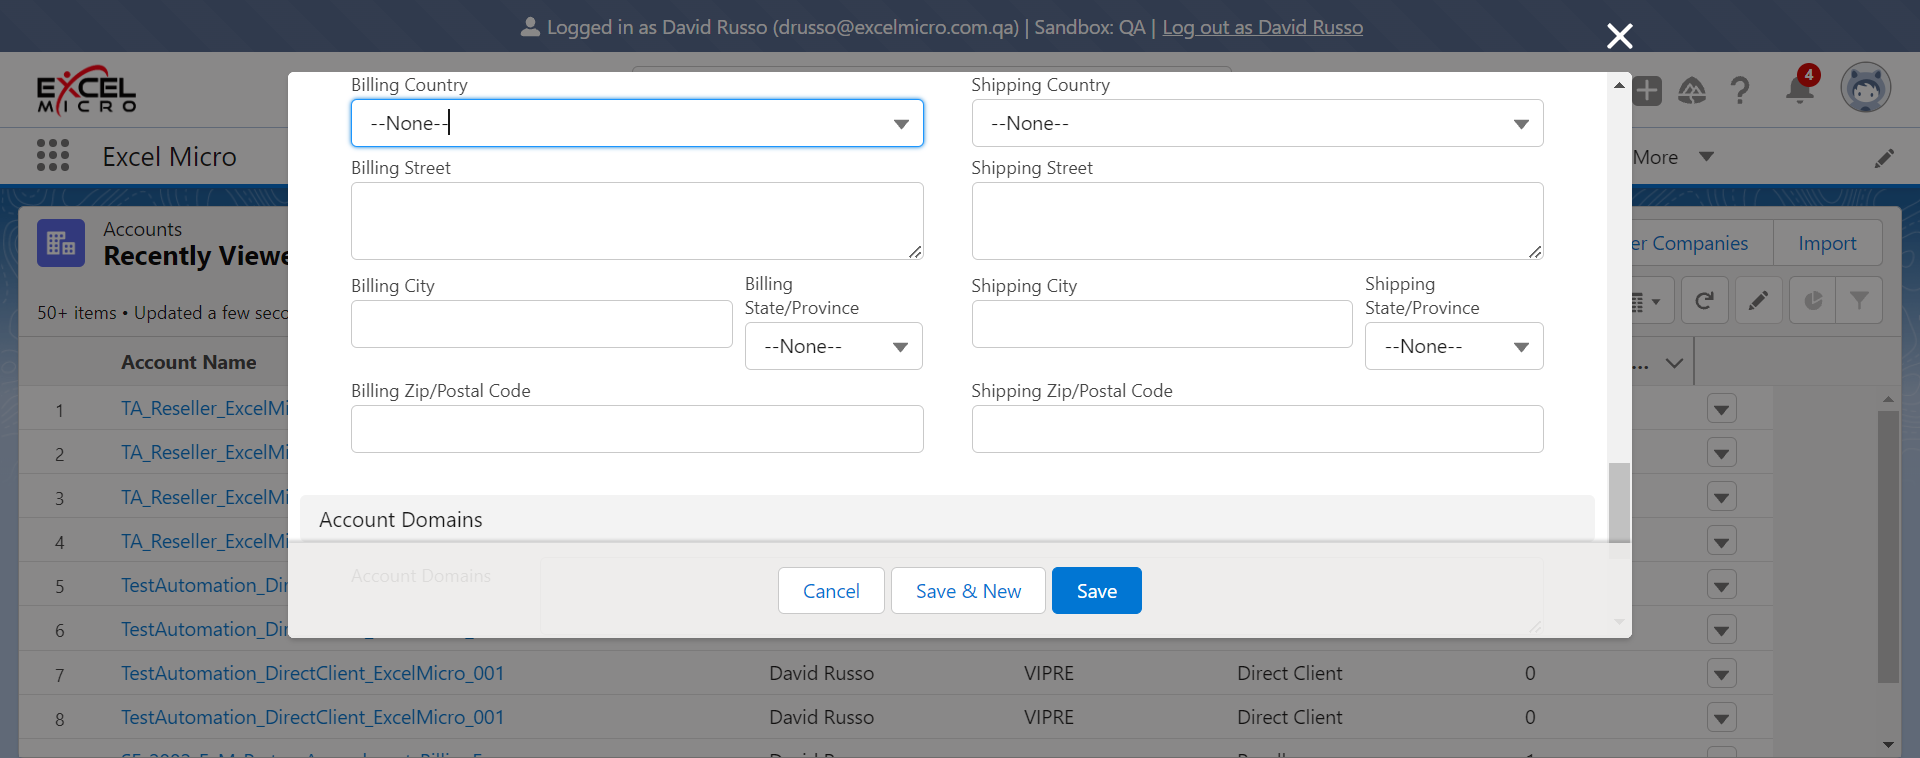 Logged in as David Russo (drusso@excelmicro.com.qa) | Sandbox: QA | Log out as David Russo
EXCEL
MICRO
4
Excel Micro
More
Billing Country
Shipping Country
--None--
--None--
Billing Street
Shipping Street
Billing City
Billing State/Province
Shipping City
Shipping State/Province
--None--
--None--
Billing Zip/Postal Code
Shipping Zip/Postal Code
Account Domains
Account Domains
Cancel
Save & New
Save
Accounts
Recently Viewe
er Companies
Import
50+ items • Updated a few seco
Account Name
...
1 TA_Reseller_ExcelMi
2 TA_Reseller_ExcelMi
3 TA_Reseller_ExcelMi
4 TA_Reseller_ExcelMi
5 TestAutomation_Dir
6 TestAutomation_Dir
7 TestAutomation_DirectClient_ExcelMicro_001 David Russo VIPRE Direct Client 0
8 TestAutomation_DirectClient_ExcelMicro_001 David Russo VIPRE Direct Client 0